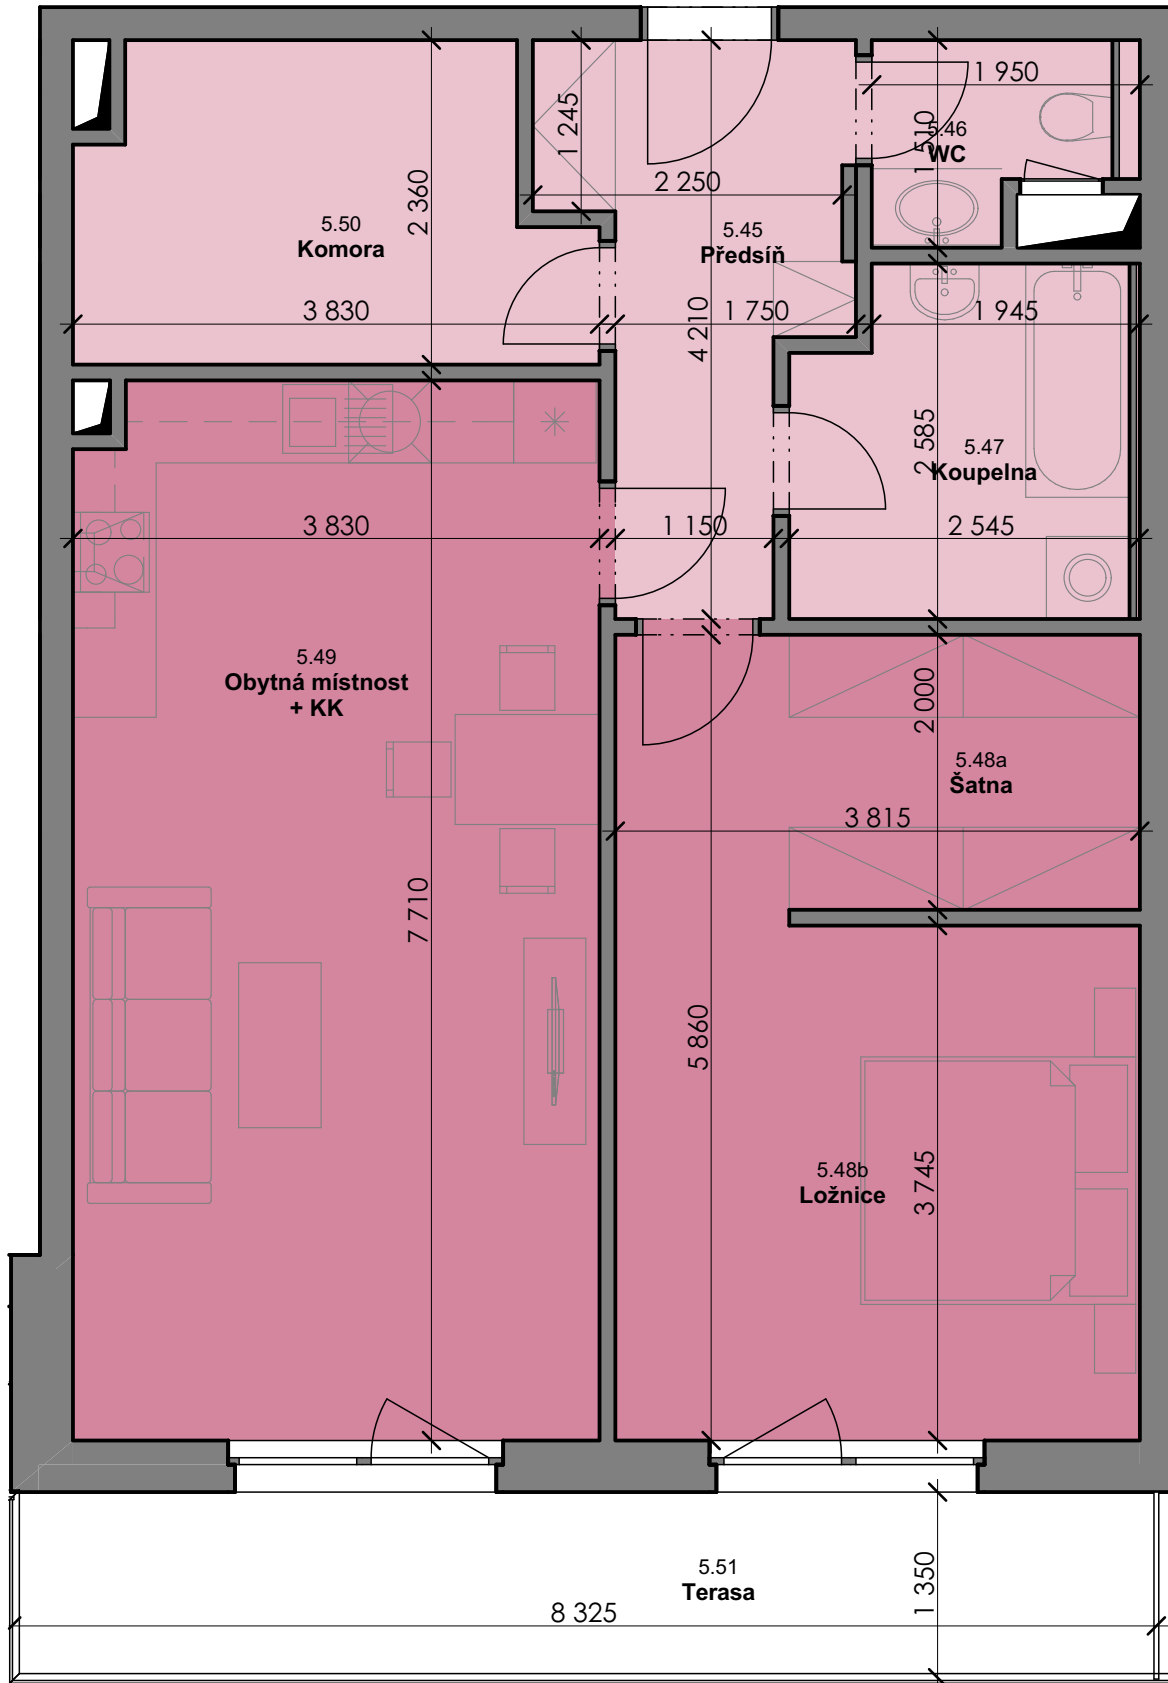 1 950
1 245
1 510
5.46
WC
2 360
2 250
5.50
Komora
5.45
Předsíň
3 830
1 750
1 945
4 210
2 585
5.47
Koupelna
3 830
1 150
2 545
5.49
Obytná místnost
+ KK
2 000
5.48a
Šatna
3 815
7 710
5 860
5.48b
Ložnice
3 745
5.51
Terasa
1 350
8 325